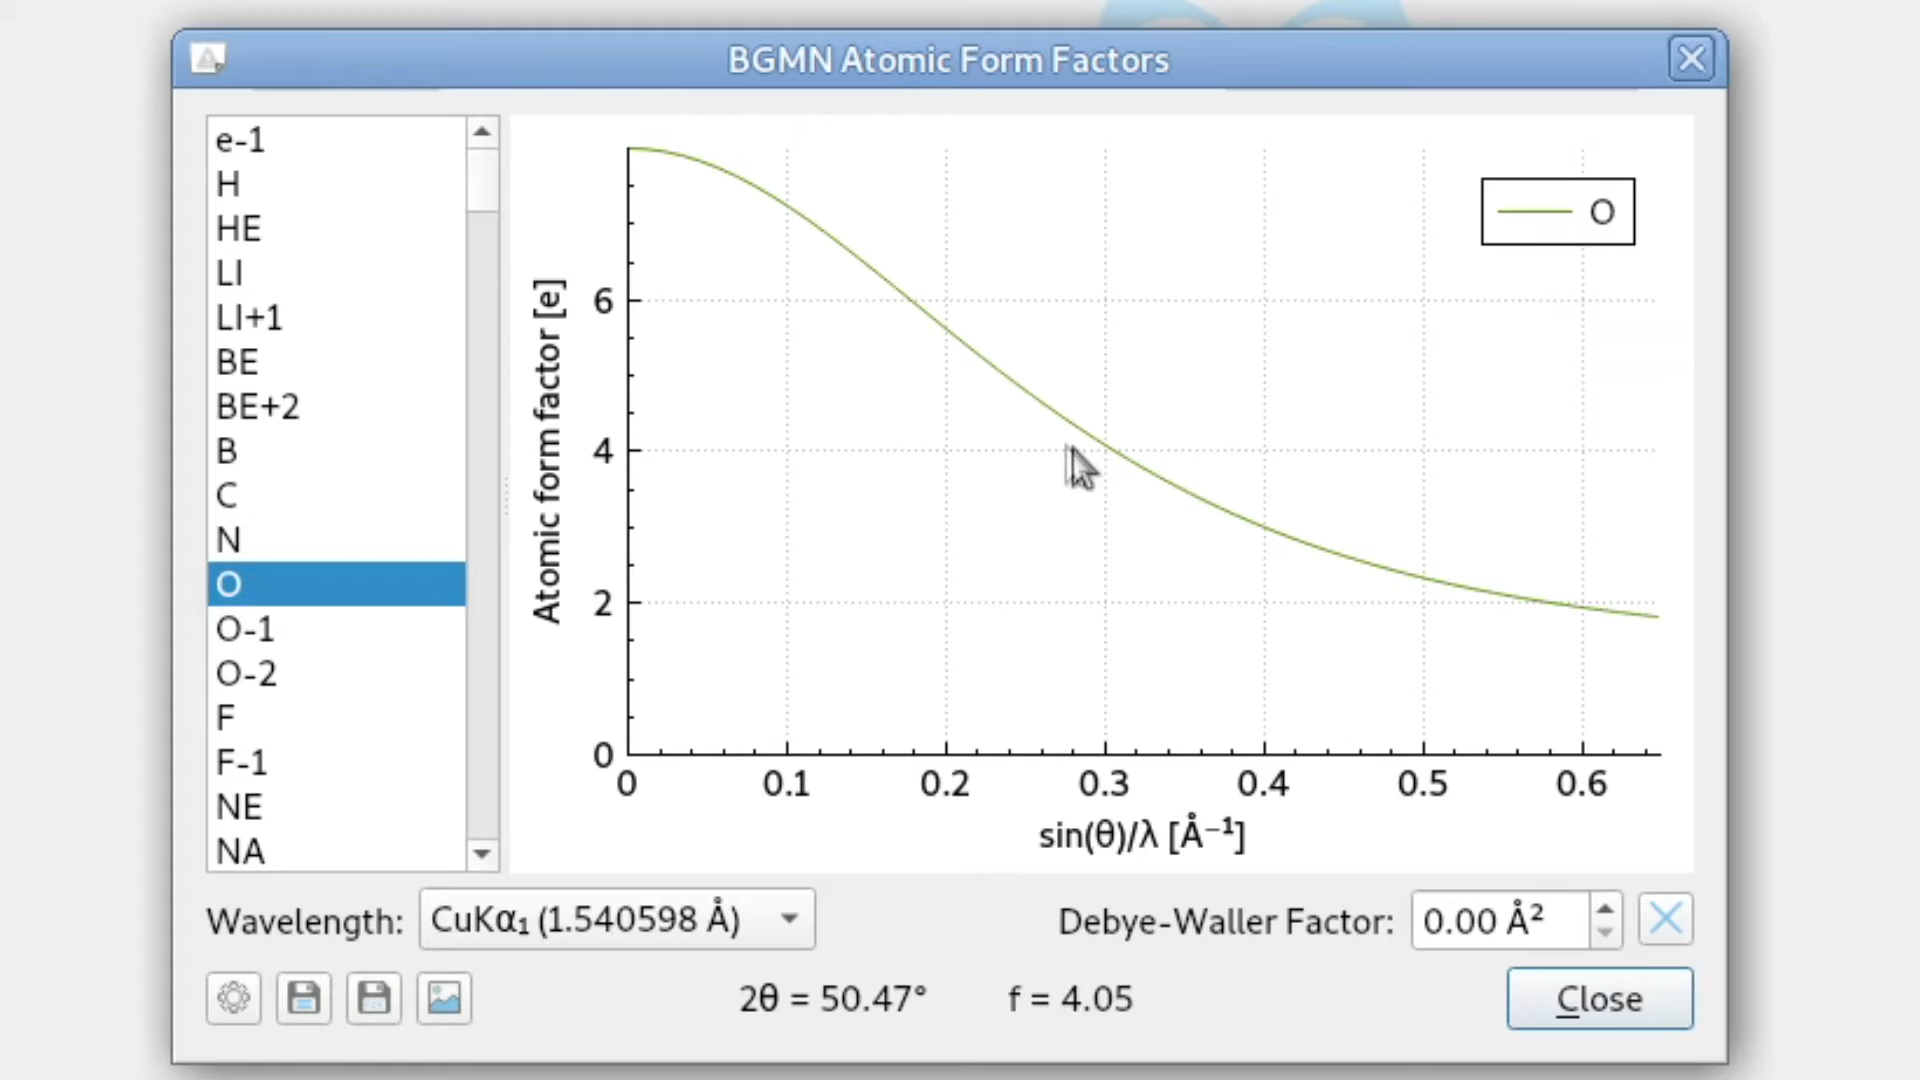 BGMN Atomic Form Factors
e-1
H
HE
LI
LI+1
BE
BE+2
B
C
N
O
O-1
O-2
F
F-1
NE
NA
Atomic form factor [e]
6
4
2
0
0 0.1 0.2 0.3 0.4 0.5 0.6
sin(θ)/λ [Å⁻¹]
O
Wavelength: CuKα₁ (1.540598 Å) Debye-Waller Factor: 0.00 Å²
2θ = 50.47° f = 4.05 Close